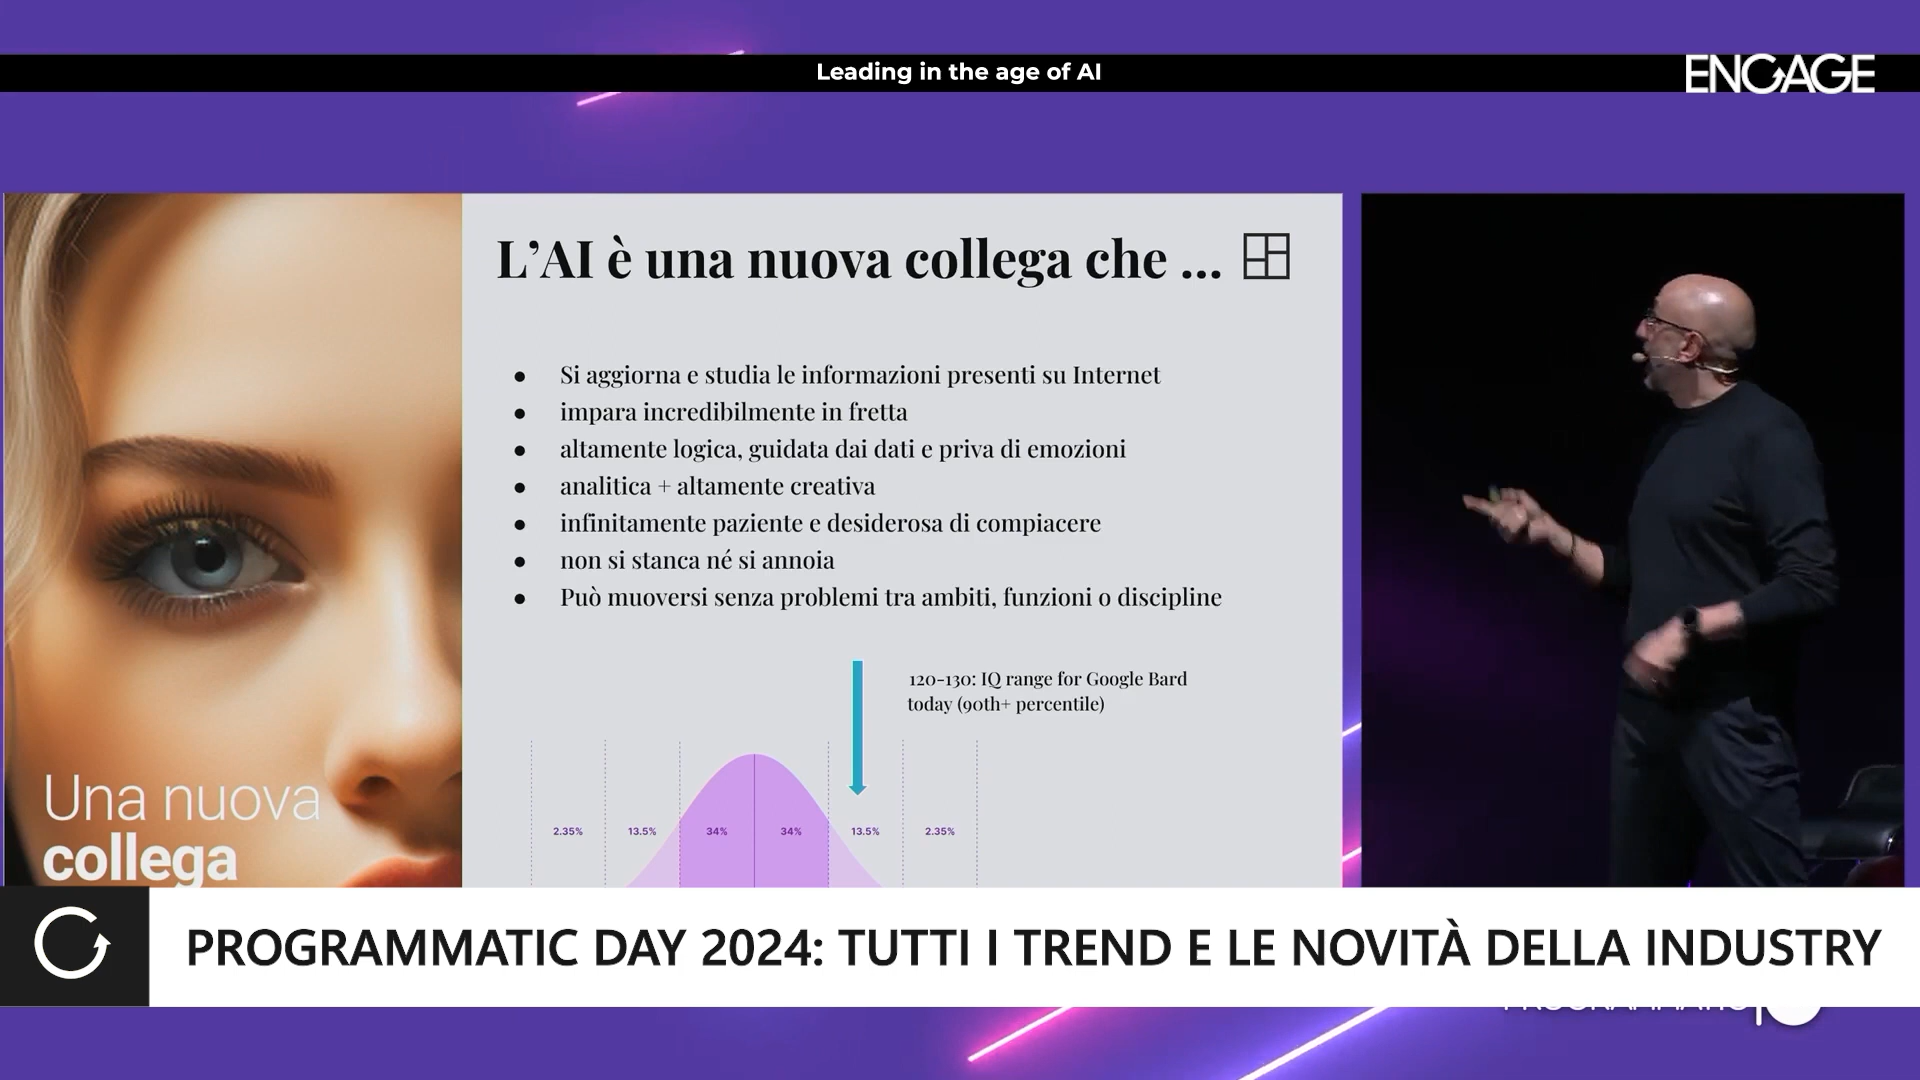 Leading in the age of AI
ENGAGE
L'AI è una nuova collega che ...
● Si aggiorna e studia le informazioni presenti su Internet
● impara incredibilmente in fretta
● altamente logica, guidata dai dati e priva di emozioni
● analitica + altamente creativa
● infinitamente paziente e desiderosa di compiacere
● non si stanca né si annoia
● Può muoversi senza problemi tra ambiti, funzioni o discipline
120-130: IQ range for Google Bard
today (90th+ percentile)
2.35% 13.5% 34% 34% 13.5% 2.35%
Una nuova
collega
PROGRAMMATIC DAY 2024: TUTTI I TREND E LE NOVITÀ DELLA INDUSTRY